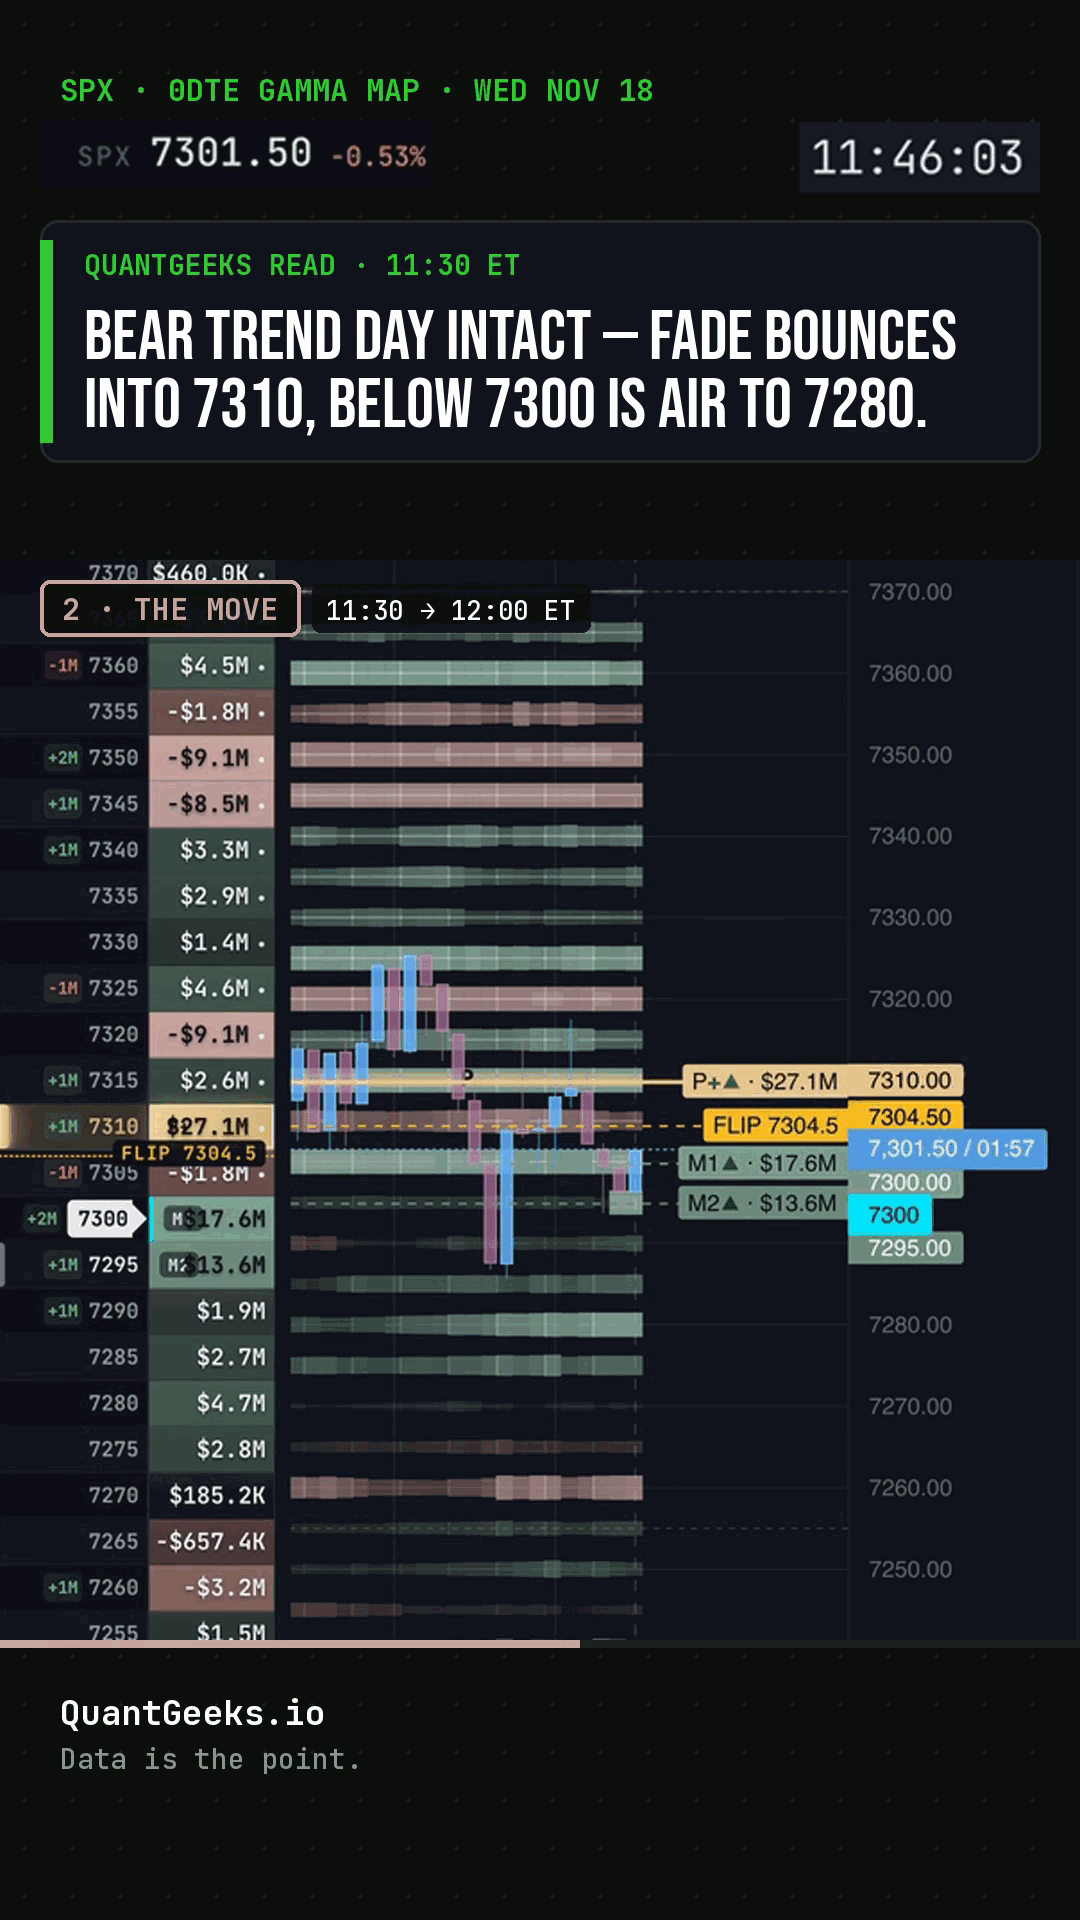 SPX · 0DTE GAMMA MAP · WED NOV 18
SPX 7301.50 -0.53%
11:46:03
QUANTGEEKS READ · 11:30 ET
BEAR TREND DAY INTACT — FADE BOUNCES
INTO 7310, BELOW 7300 IS AIR TO 7280.
7370 $460.0K
2 · THE MOVE
11:30 → 12:00 ET
-1M 7360 $4.5M
7355 -$1.8M
+2M 7350 -$9.1M
+1M 7345 -$8.5M
+1M 7340 $3.3M
7335 $2.9M
7330 $1.4M
-1M 7325 $4.6M
7320 -$9.1M
+1M 7315 $2.6M
+1M 7310 $27.1M
FLIP 7304.5
-1M 7305 -$1.8M
+2M 7300 $17.6M
+1M 7295 M2 $13.6M
+1M 7290 $1.9M
7285 $2.7M
7280 $4.7M
7275 $2.8M
7270 $185.2K
7265 -$657.4K
+1M 7260 -$3.2M
7255 $1.5M
7370.00
7360.00
7350.00
7340.00
7330.00
7320.00
P+▲ · $27.1M 7310.00
FLIP 7304.5 7304.50
7,301.50 / 01:57
M1▲ · $17.6M 7300.00
M2▲ · $13.6M 7300
7295.00
7280.00
7270.00
7260.00
7250.00
QuantGeeks.io
Data is the point.